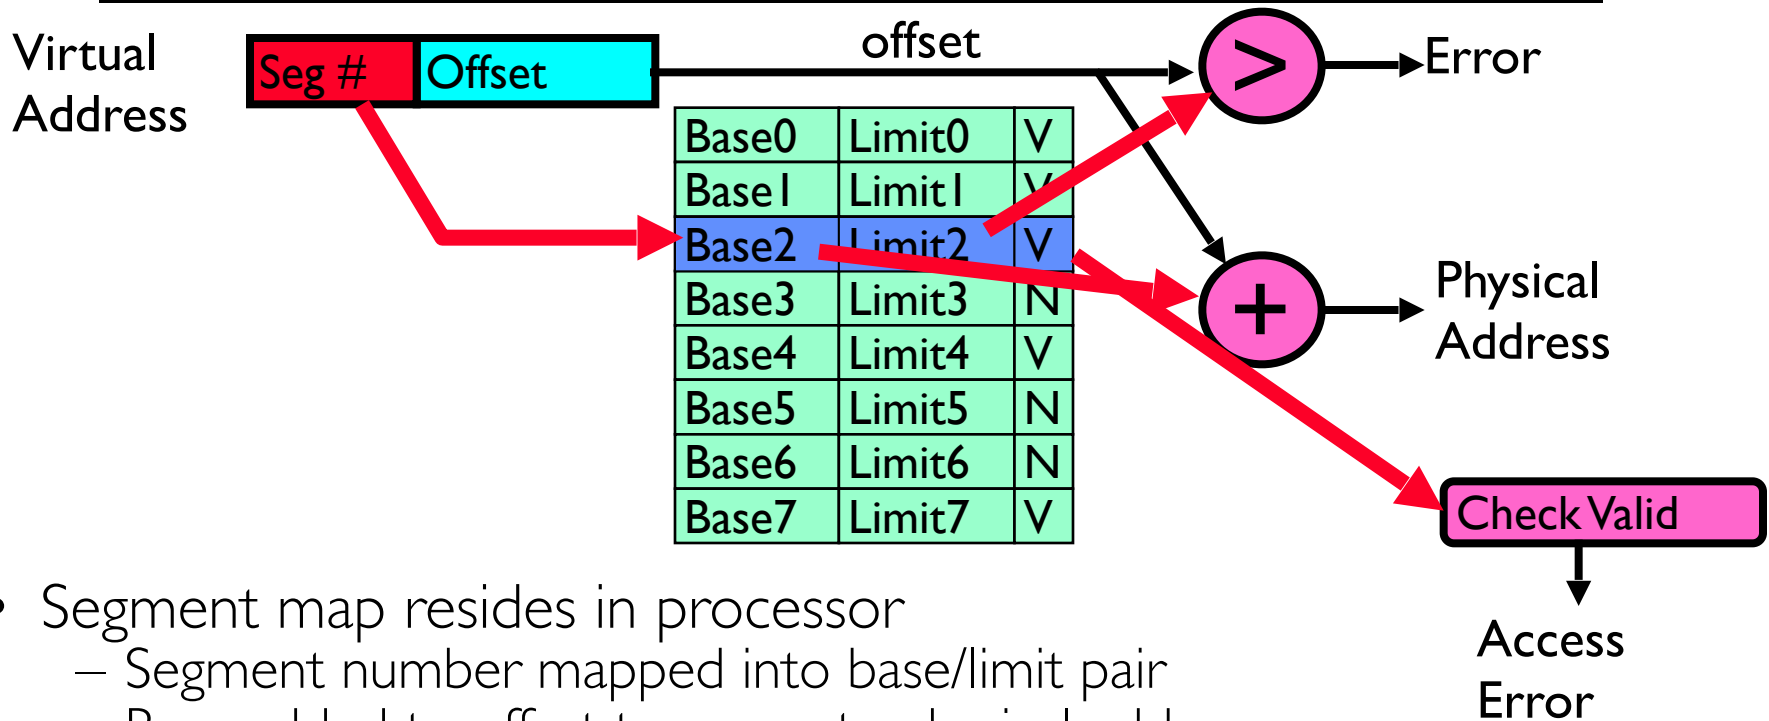 Virtual
Address
Seg #
Offset
offset
>
Error
Base0 Limit0 V
Base1 Limit1 V
Base2 Limit2 V
Base3 Limit3 N
Base4 Limit4 V
Base5 Limit5 N
Base6 Limit6 N
Base7 Limit7 V
+
Physical
Address
Check Valid
Access
Error
• Segment map resides in processor
– Segment number mapped into base/limit pair